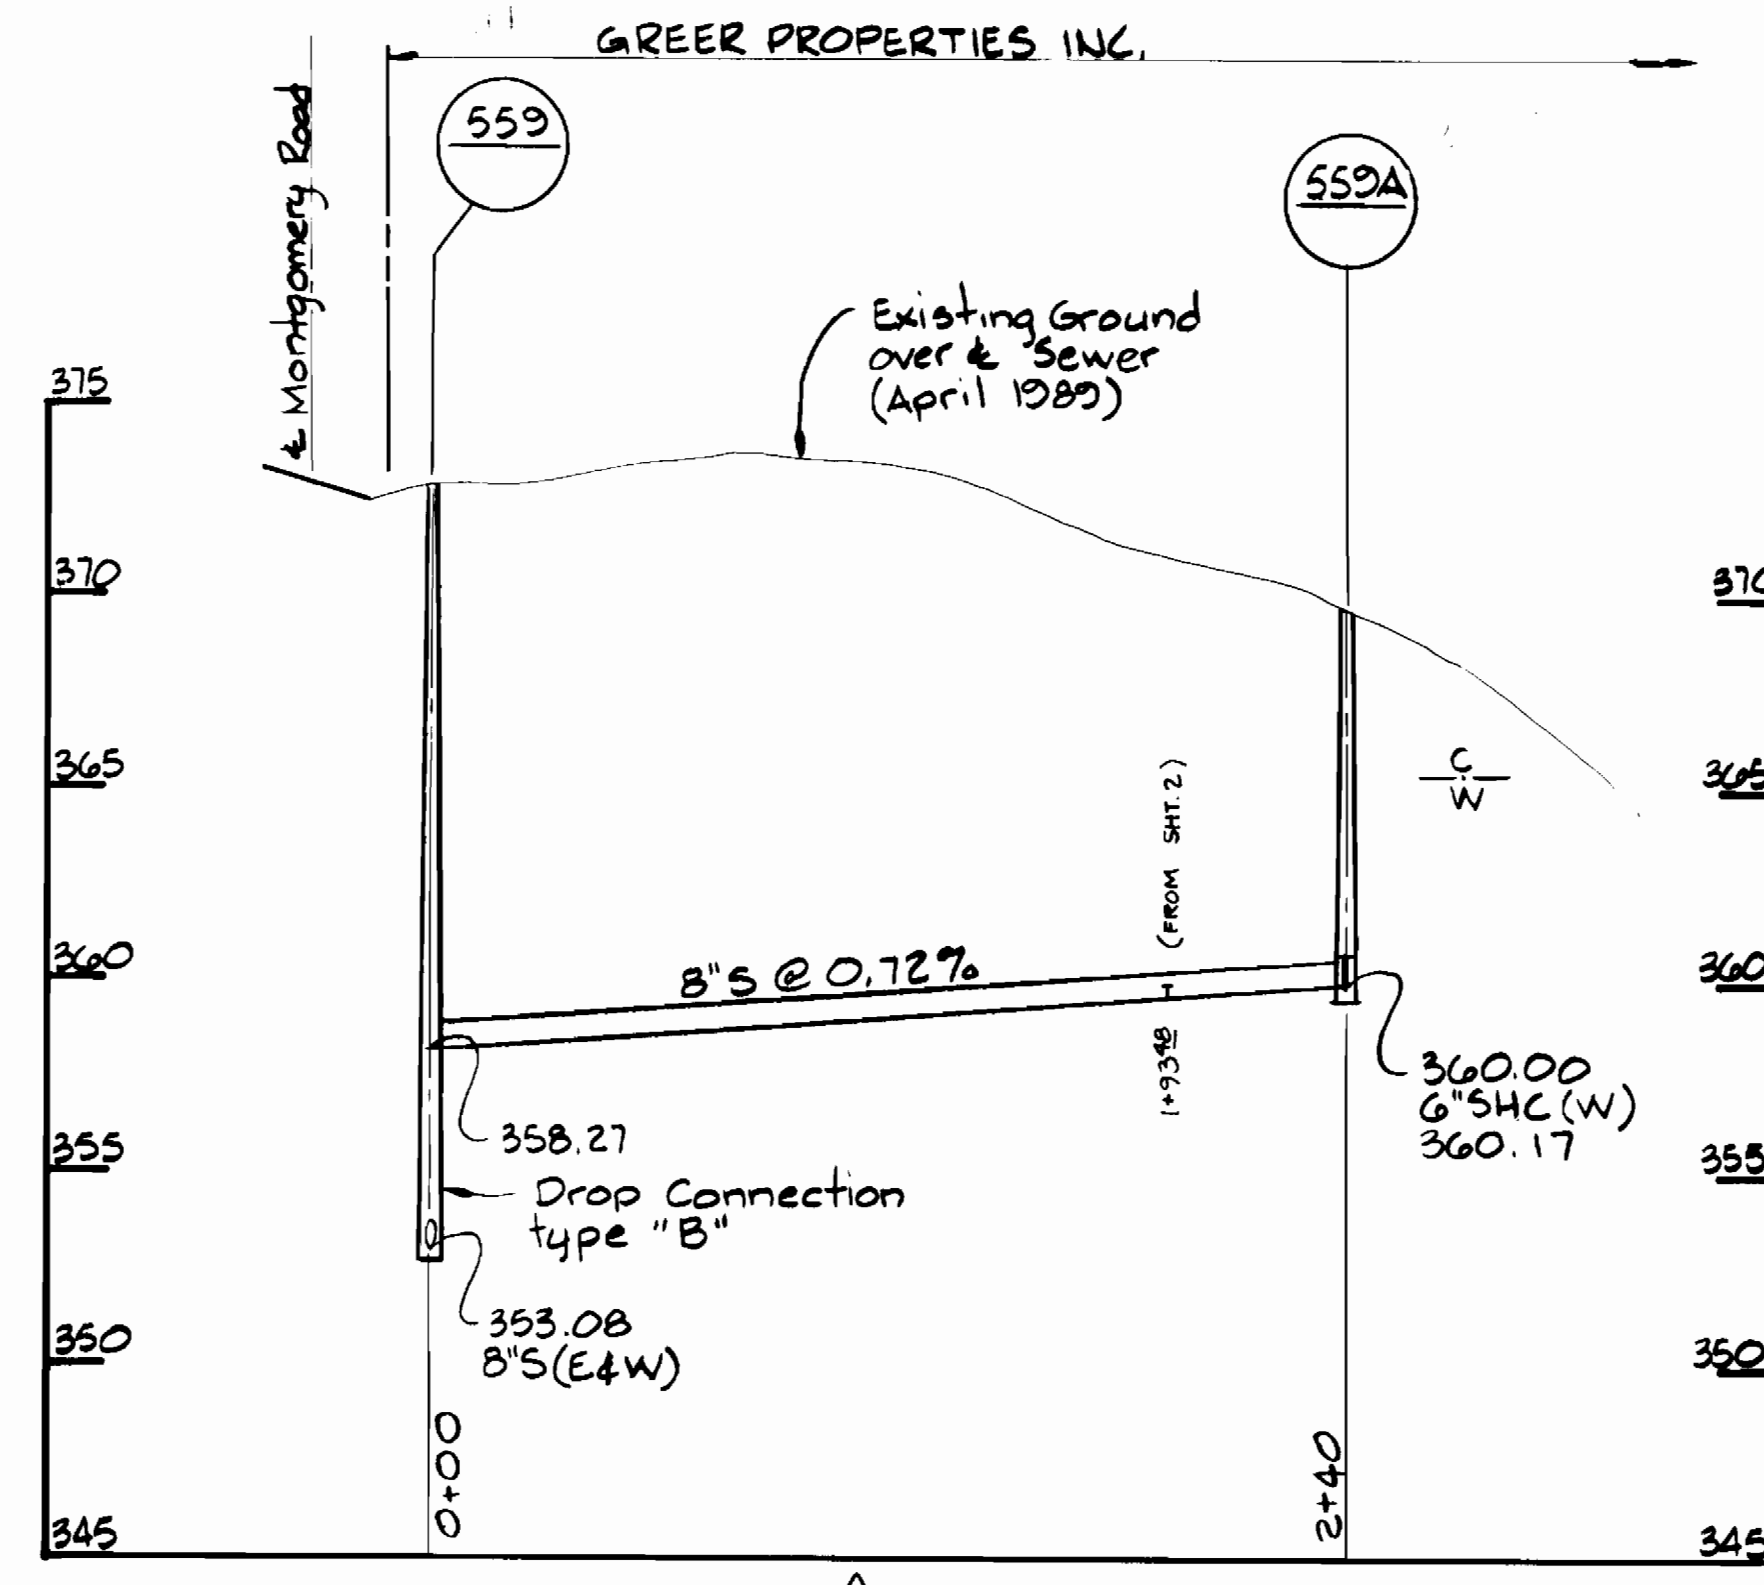 GREER PROPERTIES INC.
℄ Montgomery Road
559
559A
Existing Ground
over ℄ Sewer
(April 1989)
375
370
370
365
365
C
W
(FROM SHT. 2)
360
360
8"S @ 0.72%
1+93 48
360.00
6"SHC (W)
360.17
358.27
355
355
Drop Connection
type "B"
353.08
8"S (E&W)
350
350
0+00
2+40
345
345